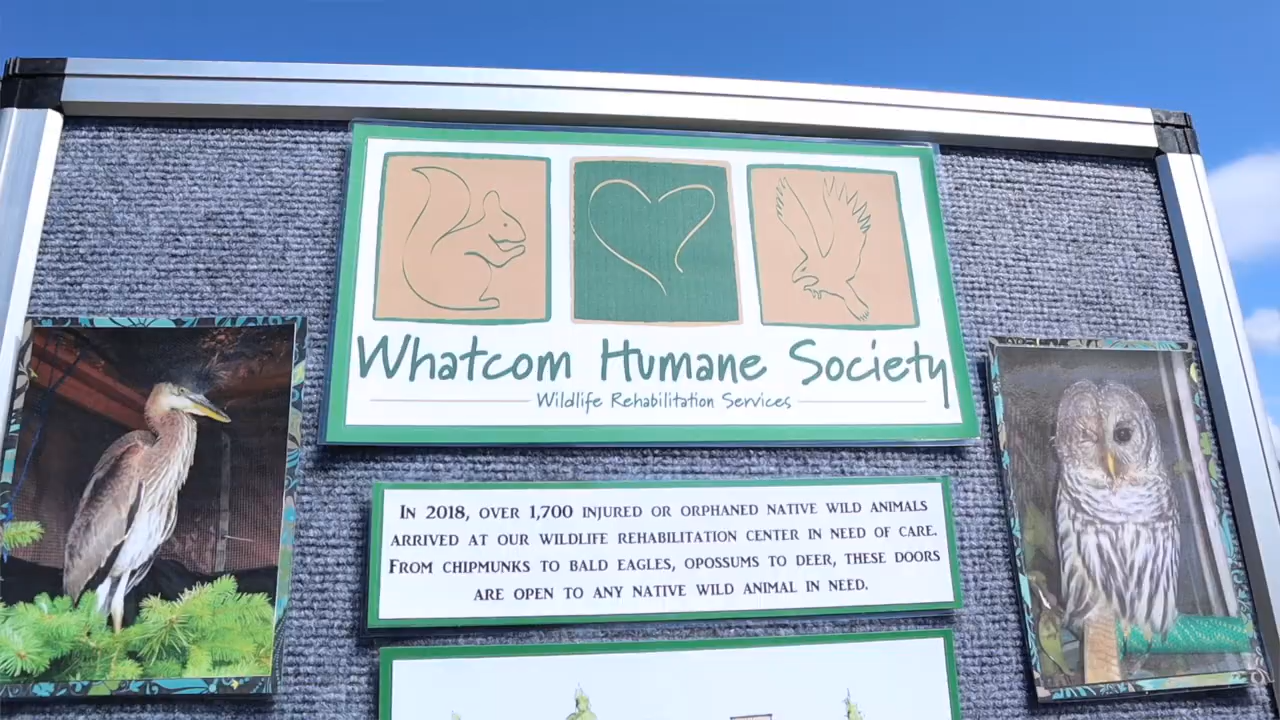 Whatcom Humane Society
Wildlife Rehabilitation Services
In 2018, over 1,700 injured or orphaned native wild animals
arrived at our wildlife rehabilitation center in need of care.
From chipmunks to bald eagles, opossums to deer, these doors
are open to any native wild animal in need.